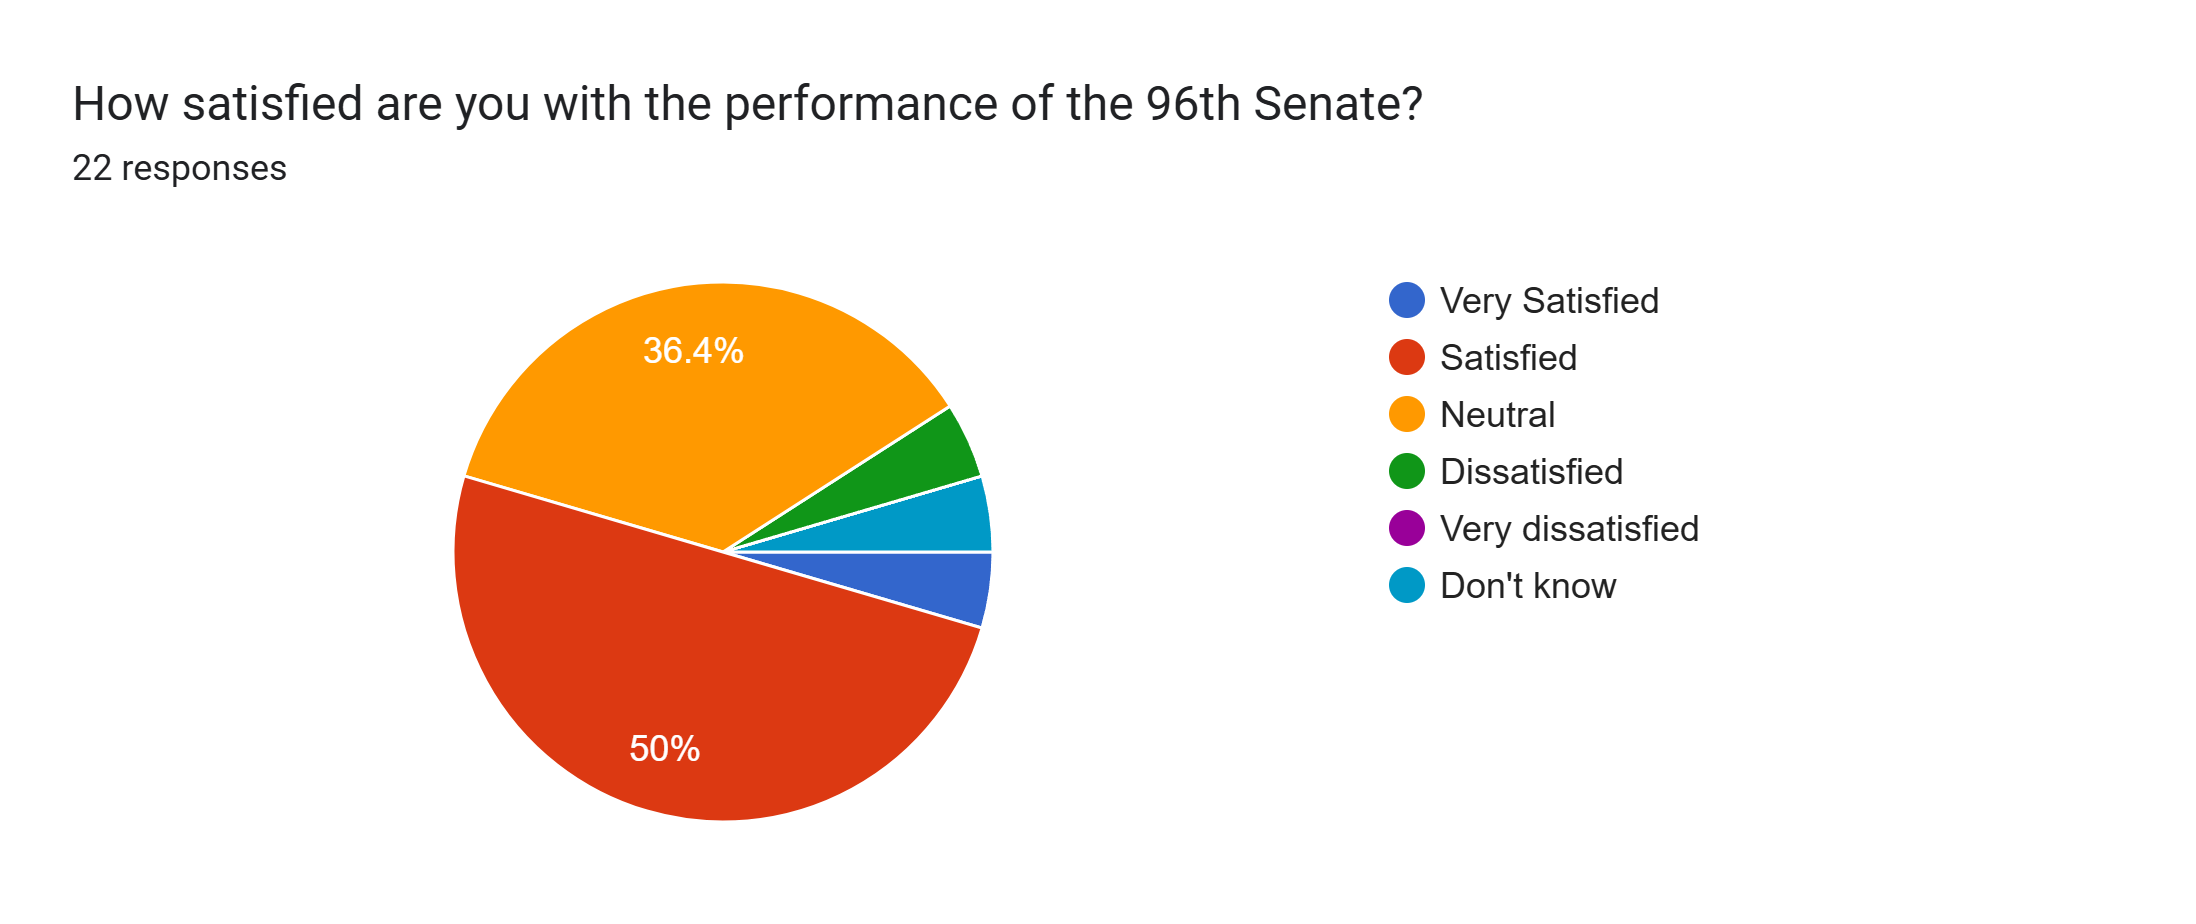 How satisfied are you with the performance of the 96th Senate?
22 responses
36.4%
50%
Very Satisfied
Satisfied
Neutral
Dissatisfied
Very dissatisfied
Don't know